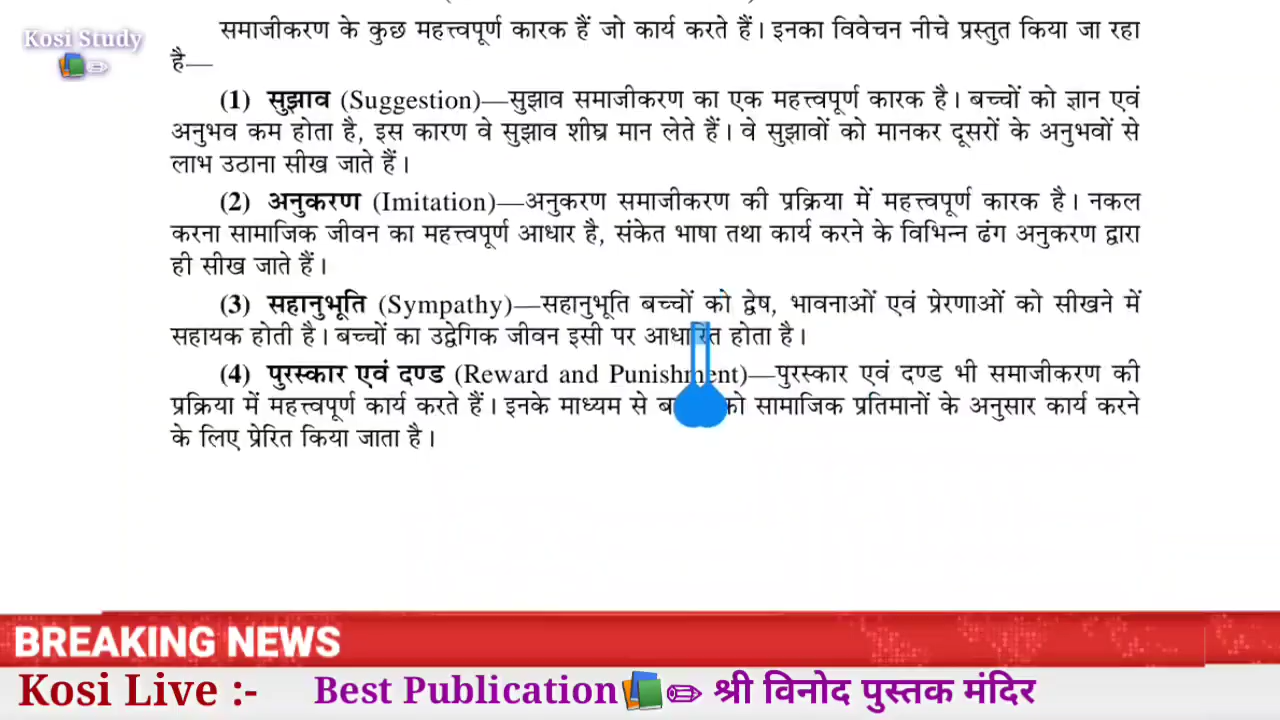 Kosi Study
समाजीकरण के कुछ महत्त्वपूर्ण कारक हैं जो कार्य करते हैं। इनका विवेचन नीचे प्रस्तुत किया जा रहा
है—
(1) सुझाव (Suggestion)—सुझाव समाजीकरण का एक महत्त्वपूर्ण कारक है। बच्चों को ज्ञान एवं
अनुभव कम होता है, इस कारण वे सुझाव शीघ्र मान लेते हैं। वे सुझावों को मानकर दूसरों के अनुभवों से
लाभ उठाना सीख जाते हैं।
(2) अनुकरण (Imitation)—अनुकरण समाजीकरण की प्रक्रिया में महत्त्वपूर्ण कारक है। नकल
करना सामाजिक जीवन का महत्त्वपूर्ण आधार है, संकेत भाषा तथा कार्य करने के विभिन्न ढंग अनुकरण द्वारा
ही सीख जाते हैं।
(3) सहानुभूति (Sympathy)—सहानुभूति बच्चों को द्वेष, भावनाओं एवं प्रेरणाओं को सीखने में
सहायक होती है। बच्चों का उद्वेगिक जीवन इसी पर आधारित होता है।
(4) पुरस्कार एवं दण्ड (Reward and Punishment)—पुरस्कार एवं दण्ड भी समाजीकरण की
प्रक्रिया में महत्त्वपूर्ण कार्य करते हैं। इनके माध्यम से को सामाजिक प्रतिमानों के अनुसार कार्य करने
के लिए प्रेरित किया जाता है।
BREAKING NEWS
Kosi Live :- Best Publication श्री विनोद पुस्तक मंदिर